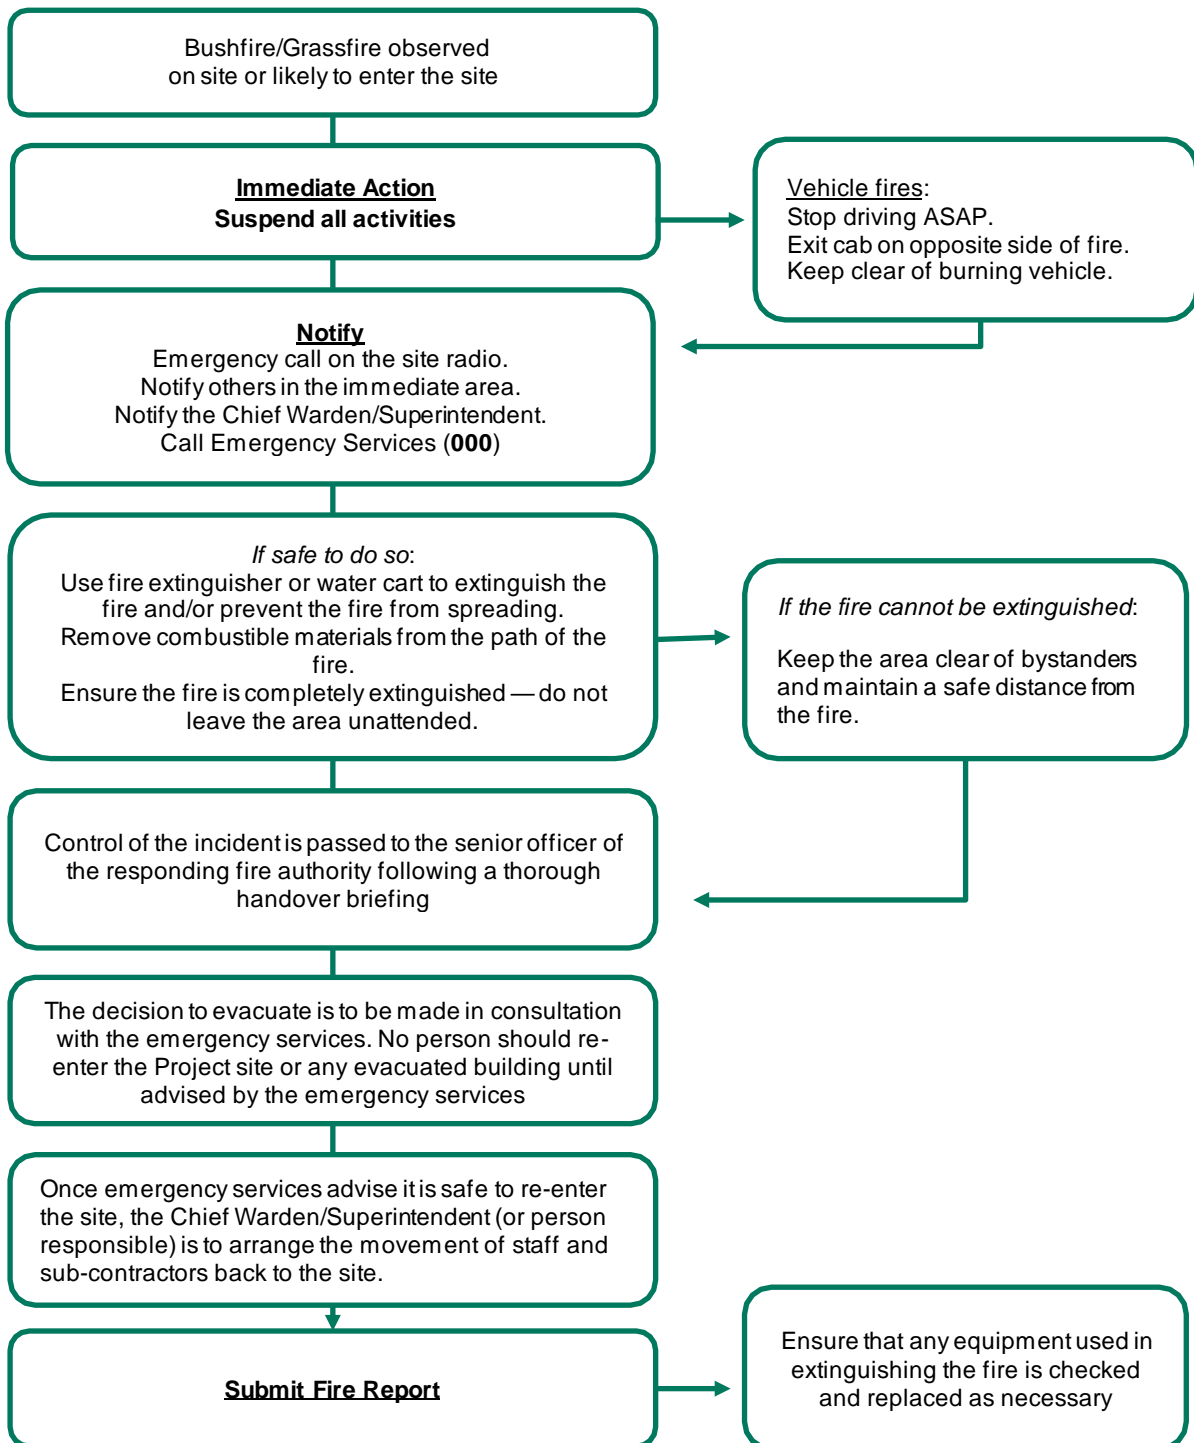 Bushfire/Grassfire observed
on site or likely to enter the site
Immediate Action
Suspend all activities
Vehicle fires:
Stop driving ASAP.
Exit cab on opposite side of fire.
Keep clear of burning vehicle.
Notify
Emergency call on the site radio.
Notify others in the immediate area.
Notify the Chief Warden/Superintendent.
Call Emergency Services (000)
If safe to do so:
Use fire extinguisher or water cart to extinguish the
fire and/or prevent the fire from spreading.
Remove combustible materials from the path of the
fire.
Ensure the fire is completely extinguished — do not
leave the area unattended.
If the fire cannot be extinguished:
Keep the area clear of bystanders
and maintain a safe distance from
the fire.
Control of the incident is passed to the senior officer of
the responding fire authority following a thorough
handover briefing
The decision to evacuate is to be made in consultation
with the emergency services. No person should re-
enter the Project site or any evacuated building until
advised by the emergency services
Once emergency services advise it is safe to re-enter
the site, the Chief Warden/Superintendent (or person
responsible) is to arrange the movement of staff and
sub-contractors back to the site.
Submit Fire Report
Ensure that any equipment used in
extinguishing the fire is checked
and replaced as necessary